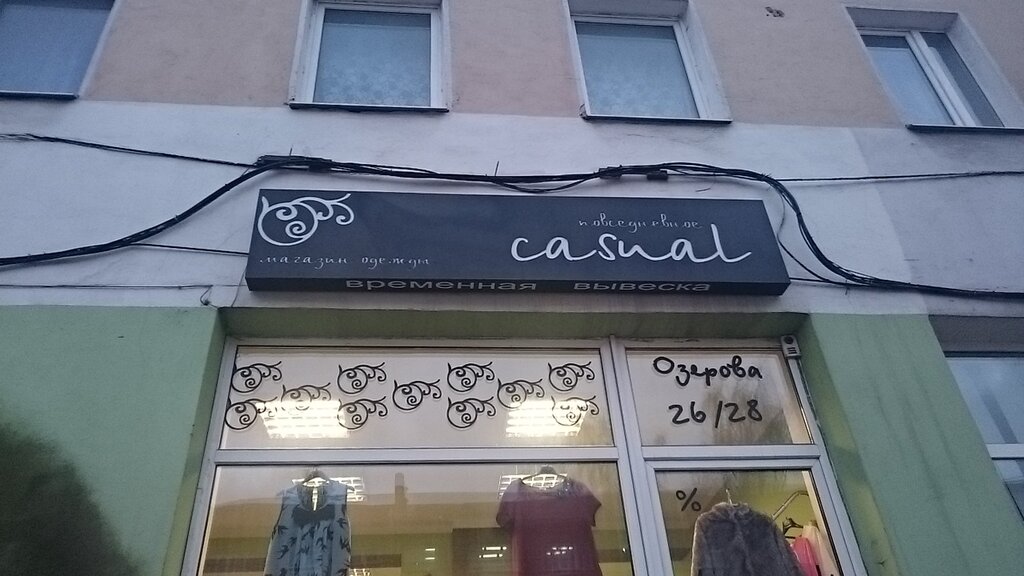 повседневное
casual
магазин одежды
временная вывеска
Озерова
26/28
%